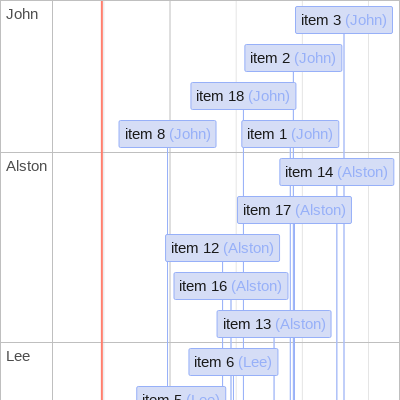 John
item 3 (John)
item 2 (John)
item 18 (John)
item 8 (John)
item 1 (John)
Alston
item 14 (Alston)
item 17 (Alston)
item 12 (Alston)
item 16 (Alston)
item 13 (Alston)
Lee
item 6 (Lee)
item 5 (Lee)